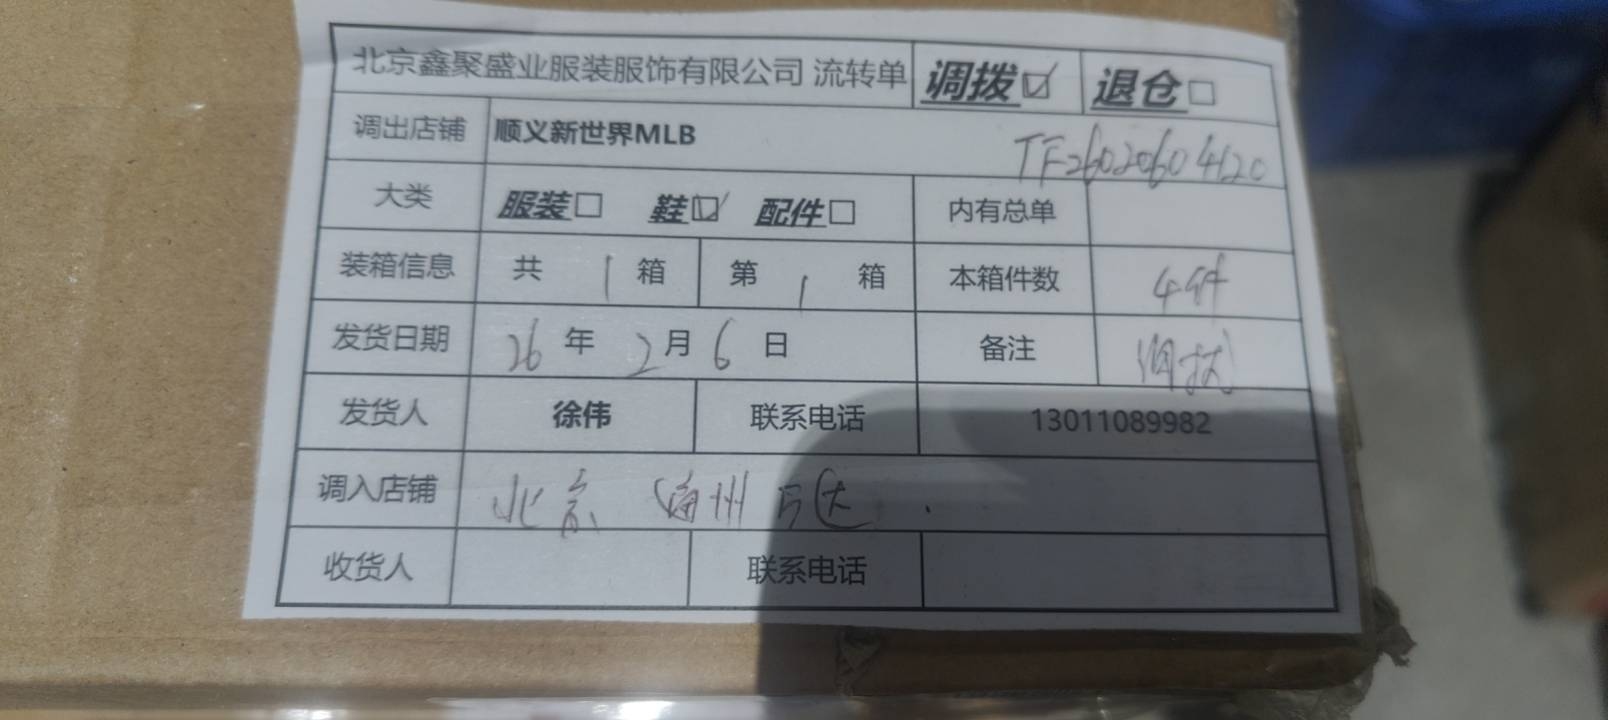 北京鑫聚盛业服装服饰有限公司 流转单 调拨☑ 退仓□
调出店铺 顺义新世界MLB TF26020604120
大类 服装□ 鞋☑ 配件□ 内有总单
装箱信息 共 1 箱 第 1 箱 本箱件数 4件
发货日期 26 年 2 月 6 日 备注 调拨
发货人 徐伟 联系电话 13011089982
调入店铺 北京 通州万达
收货人 联系电话